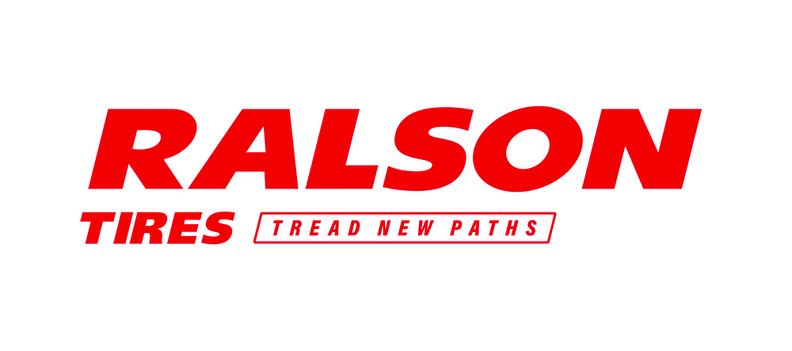 RALSON
TIRES TREAD NEW PATHS